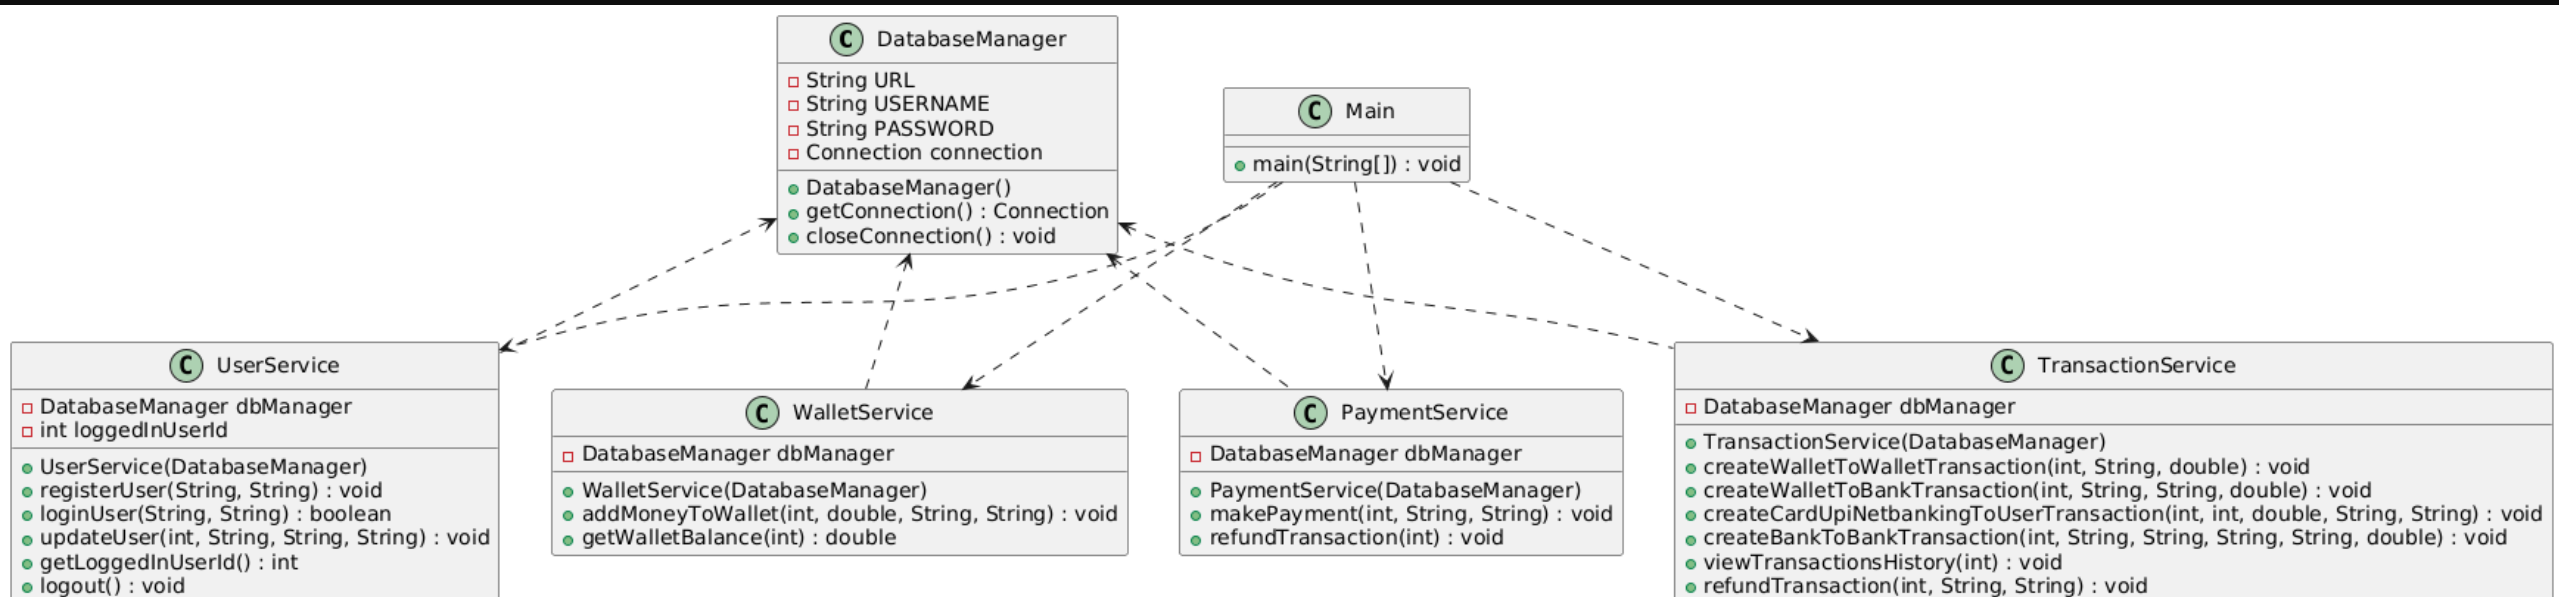 C DatabaseManager
String URL
String USERNAME
String PASSWORD
Connection connection
DatabaseManager()
getConnection() : Connection
closeConnection() : void
C Main
main(String[]) : void
C UserService
DatabaseManager dbManager
int loggedInUserId
UserService(DatabaseManager)
registerUser(String, String) : void
loginUser(String, String) : boolean
updateUser(int, String, String, String) : void
getLoggedInUserId() : int
logout() : void
C WalletService
DatabaseManager dbManager
WalletService(DatabaseManager)
addMoneyToWallet(int, double, String, String) : void
getWalletBalance(int) : double
C PaymentService
DatabaseManager dbManager
PaymentService(DatabaseManager)
makePayment(int, String, String) : void
refundTransaction(int) : void
C TransactionService
DatabaseManager dbManager
TransactionService(DatabaseManager)
createWalletToWalletTransaction(int, String, double) : void
createWalletToBankTransaction(int, String, String, double) : void
createCardUpiNetbankingToUserTransaction(int, int, double, String, String) : void
createBankToBankTransaction(int, String, String, String, String, double) : void
viewTransactionsHistory(int) : void
refundTransaction(int, String, String) : void